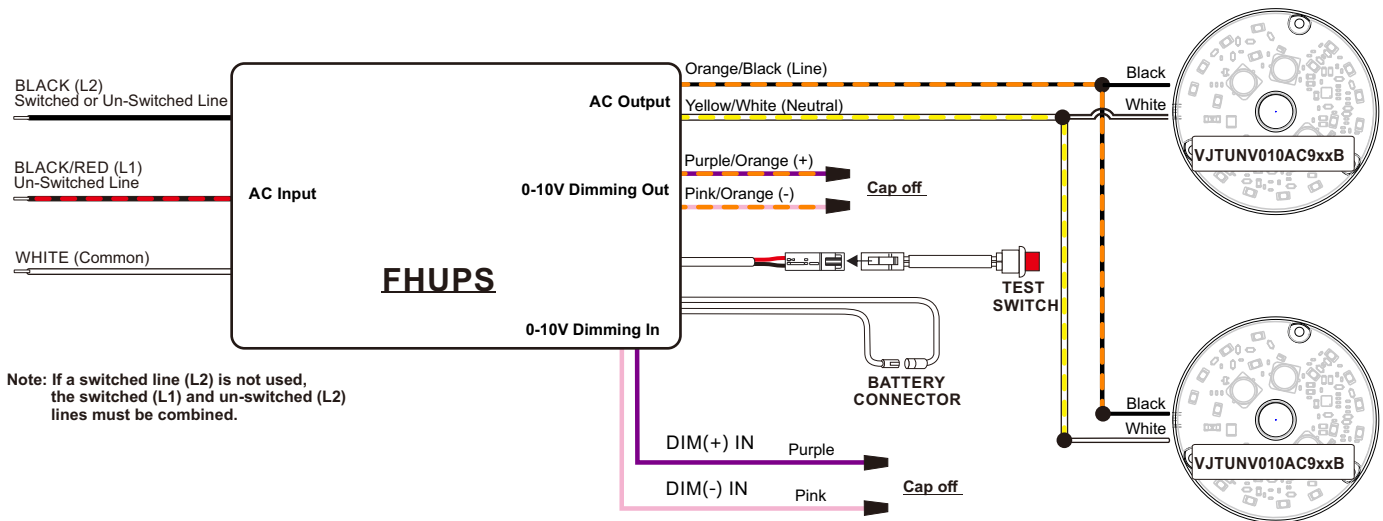 BLACK (L2)
Switched or Un-Switched Line
BLACK/RED (L1)
Un-Switched Line
WHITE (Common)
AC Input
FHUPS
AC Output
0-10V Dimming Out
0-10V Dimming In
Orange/Black (Line)
Yellow/White (Neutral)
Purple/Orange (+)
Pink/Orange (-)
Cap off
TEST
SWITCH
BATTERY
CONNECTOR
DIM(+) IN
Purple
DIM(-) IN
Pink
Cap off
Black
White
VJTUNV010AC9xxB
Black
White
VJTUNV010AC9xxB
Note: If a switched line (L2) is not used,
the switched (L1) and un-switched (L2)
lines must be combined.